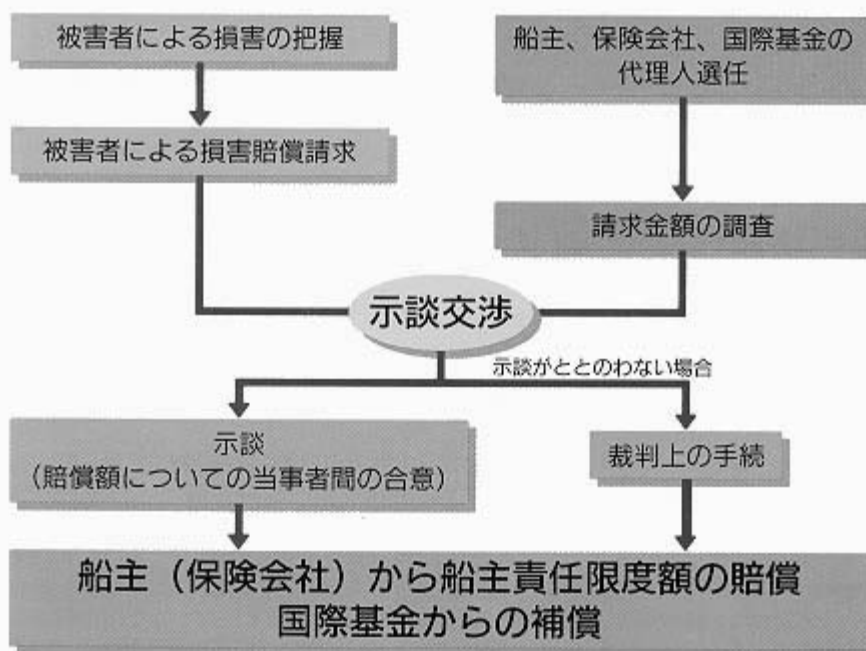 被害者による損害の把握
船主、保険会社、国際基金の
代理人選任
被害者による損害賠償請求
請求金額の調査
示談交渉
示談がととのわない場合
示談
（賠償額についての当事者間の合意）
裁判上の手続
船主（保険会社）から船主責任限度額の賠償
国際基金からの補償